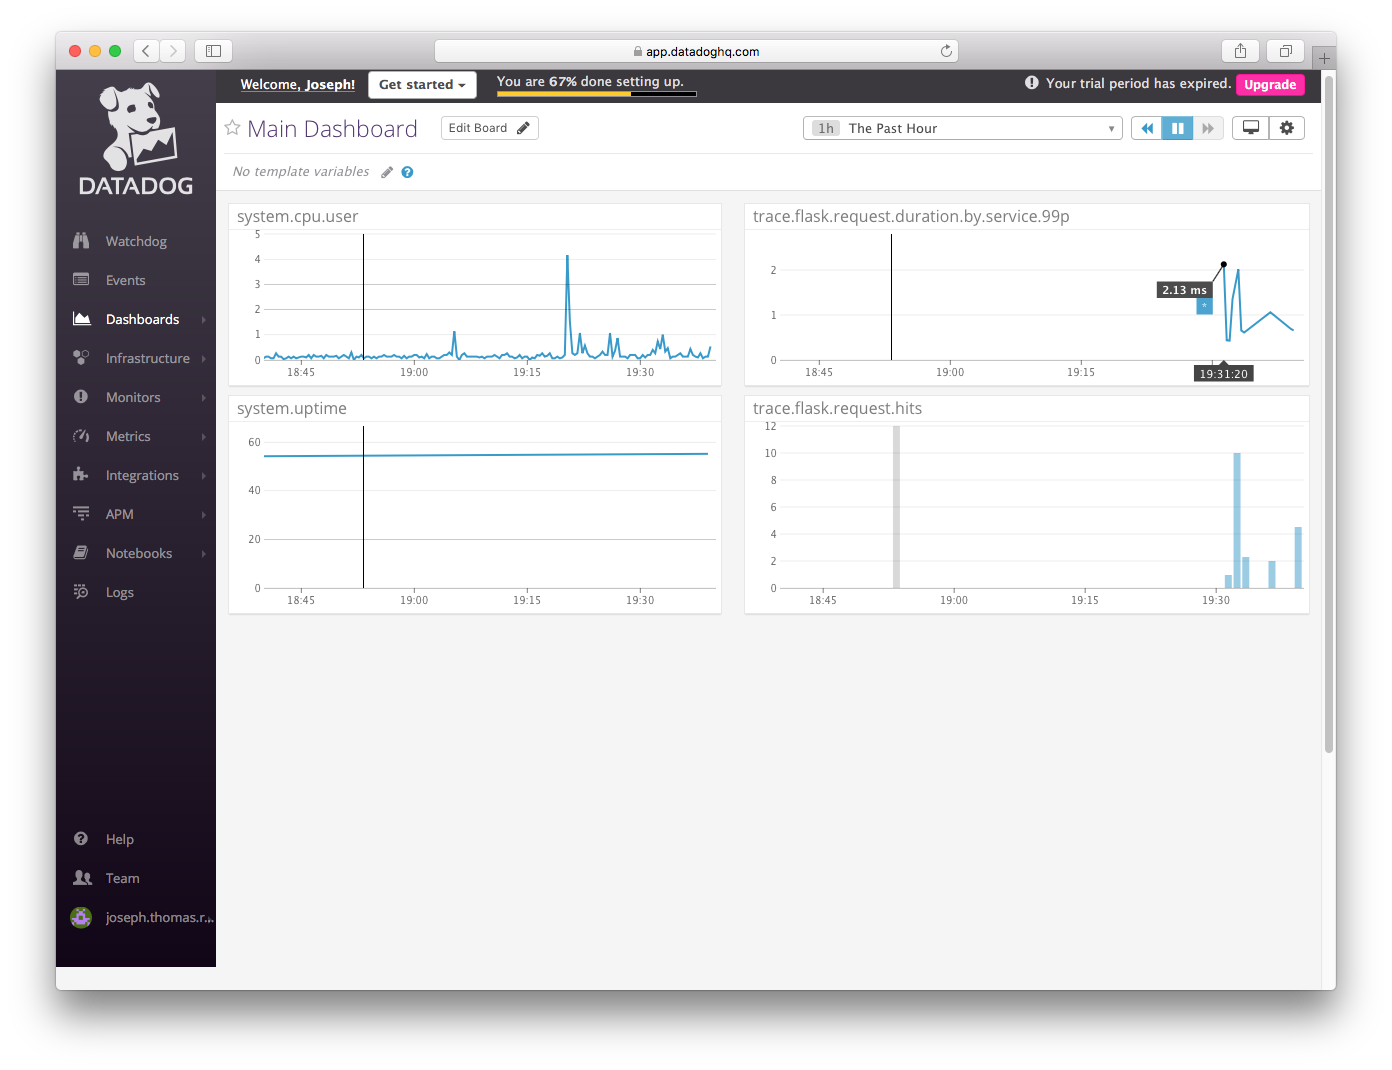 app.datadoghq.com
DATADOG
Welcome, Joseph!
Get started
You are 67% done setting up.
Your trial period has expired.
Upgrade
Main Dashboard
Edit Board
1h The Past Hour
No template variables
Watchdog
Events
Dashboards
Infrastructure
Monitors
Metrics
Integrations
APM
Notebooks
Logs
Help
Team
joseph.thomas.r...
system.cpu.user
5
4
3
2
1
0
18:45 19:00 19:15 19:30
trace.flask.request.duration.by.service.99p
2
1
0
2.13 ms
*
18:45 19:00 19:15 19:31:20
system.uptime
60
40
20
0
18:45 19:00 19:15 19:30
trace.flask.request.hits
12
10
8
6
4
2
0
18:45 19:00 19:15 19:30